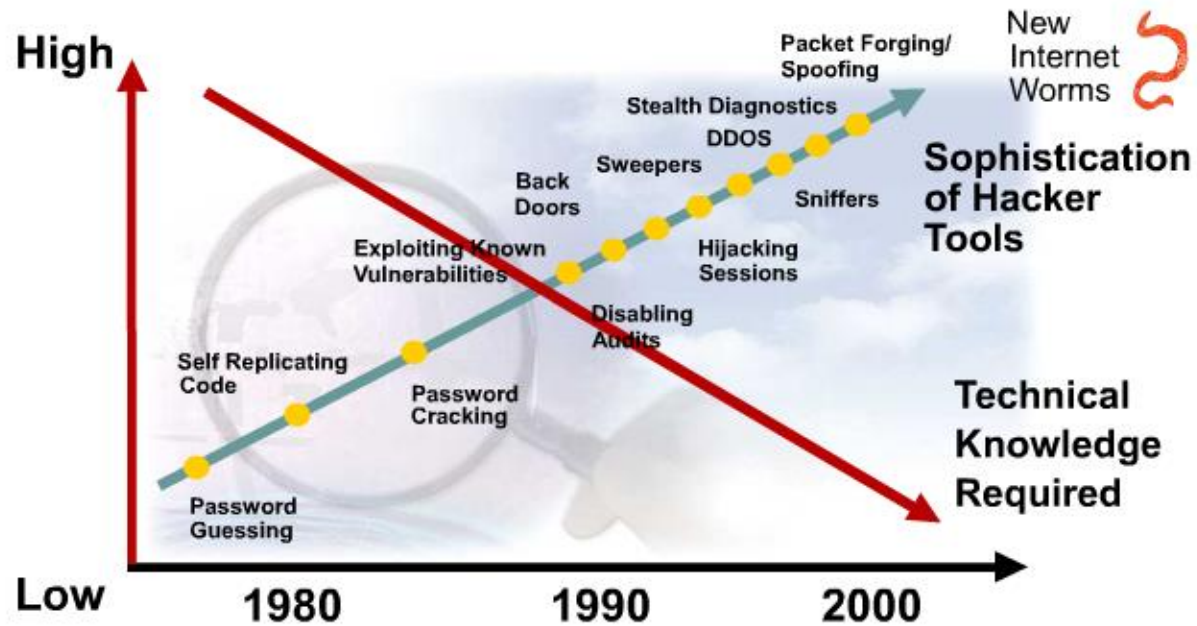 High
Packet Forging/
Spoofing
New
Internet
Worms
Stealth Diagnostics
DDOS
Sweepers
Sophistication
of Hacker
Tools
Back
Doors
Sniffers
Exploiting Known
Vulnerabilities
Hijacking
Sessions
Disabling
Audits
Self Replicating
Code
Password
Cracking
Technical
Knowledge
Required
Password
Guessing
Low
1980
1990
2000